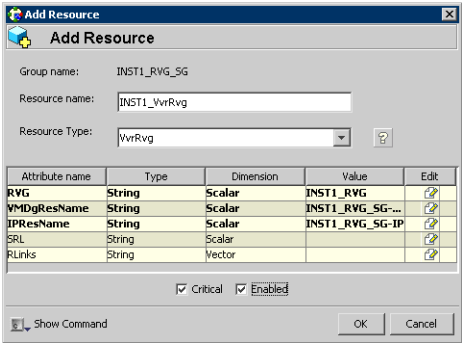 Add Resource
Add Resource
Group name: INST1_RVG_SG
Resource name: INST1_VvrRvg
Resource Type: VvrRvg ?
Attribute name Type Dimension Value Edit
RVG String Scalar INST1_RVG
VMDgResName String Scalar INST1_RVG_SG-...
IPResName String Scalar INST1_RVG_SG-IP
SRL String Scalar
RLinks String Vector
Critical Enabled
Show Command OK Cancel